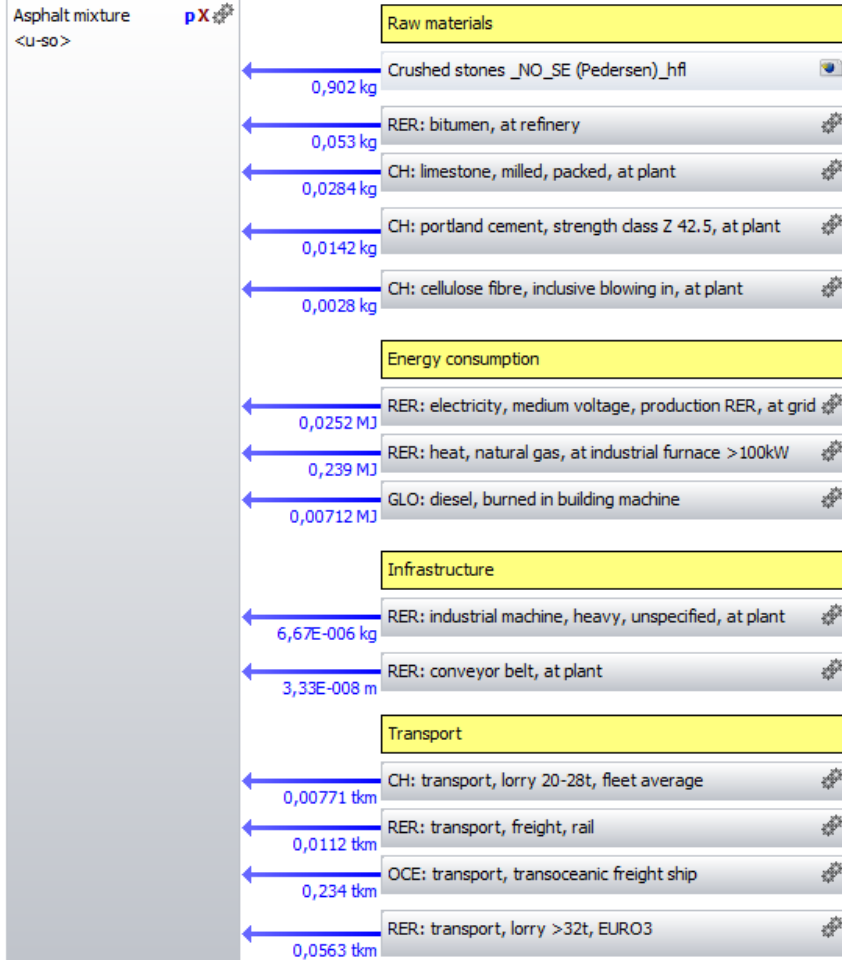 Asphalt mixture pX
<u-so>
Raw materials
Crushed stones _NO_SE (Pedersen)_hfl
0,902 kg
RER: bitumen, at refinery
0,053 kg
CH: limestone, milled, packed, at plant
0,0284 kg
CH: portland cement, strength class Z 42.5, at plant
0,0142 kg
CH: cellulose fibre, inclusive blowing in, at plant
0,0028 kg
Energy consumption
RER: electricity, medium voltage, production RER, at grid
0,0252 MJ
RER: heat, natural gas, at industrial furnace >100kW
0,239 MJ
GLO: diesel, burned in building machine
0,00712 MJ
Infrastructure
RER: industrial machine, heavy, unspecified, at plant
6,67E-006 kg
RER: conveyor belt, at plant
3,33E-008 m
Transport
CH: transport, lorry 20-28t, fleet average
0,00771 tkm
RER: transport, freight, rail
0,0112 tkm
OCE: transport, transoceanic freight ship
0,234 tkm
RER: transport, lorry >32t, EURO3
0,0563 tkm